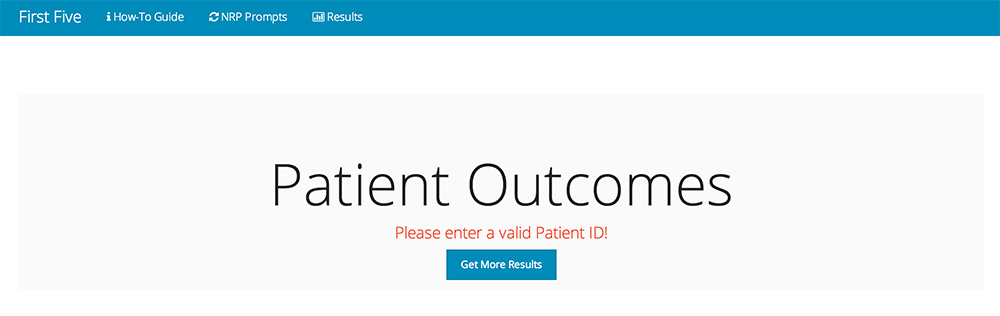 First Five How-To Guide NRP Prompts Results
Patient Outcomes
Please enter a valid Patient ID!
Get More Results